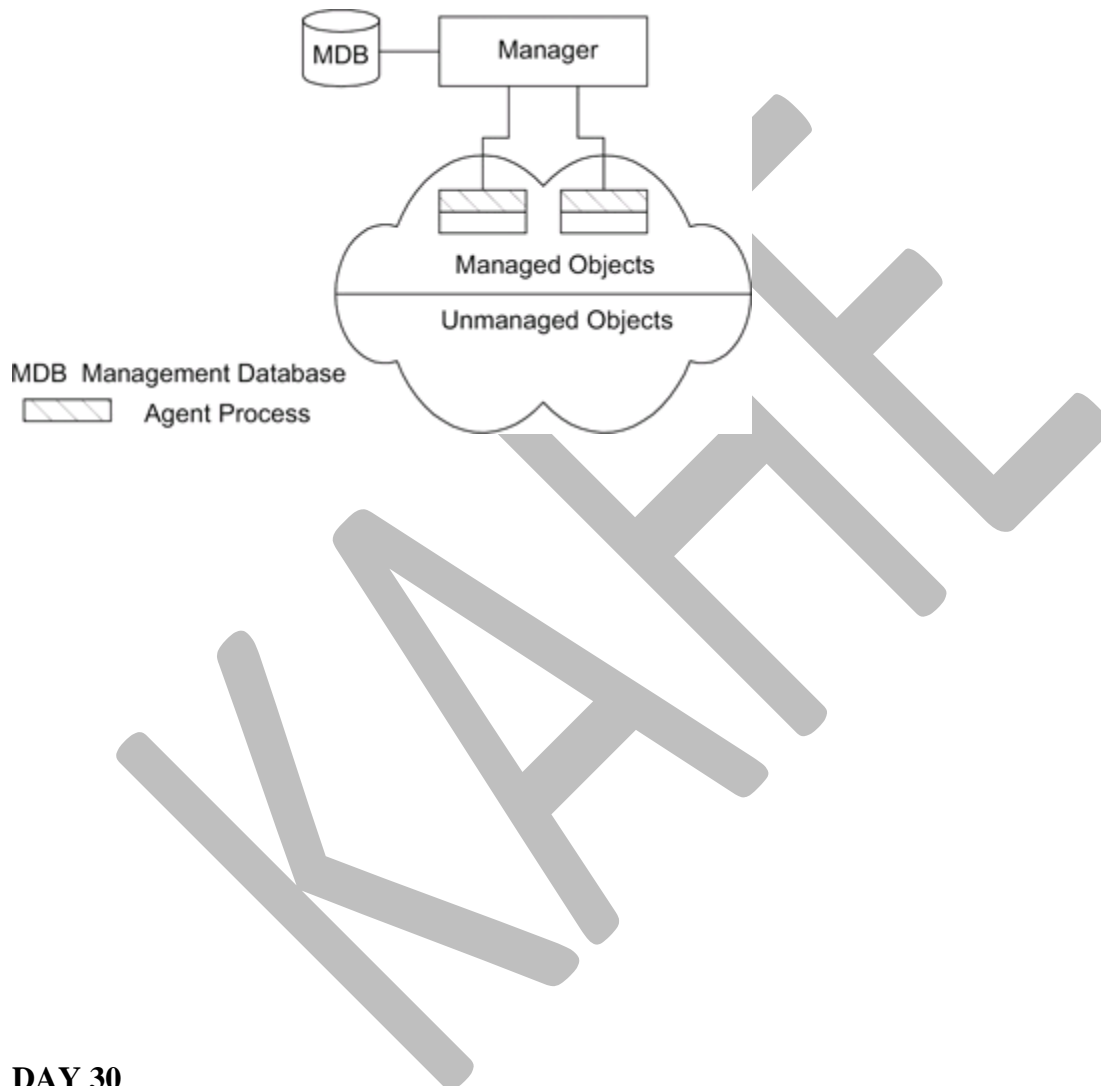 MDB
Manager
Managed Objects
Unmanaged Objects
MDB Management Database
Agent Process
KAHE
DAY 30